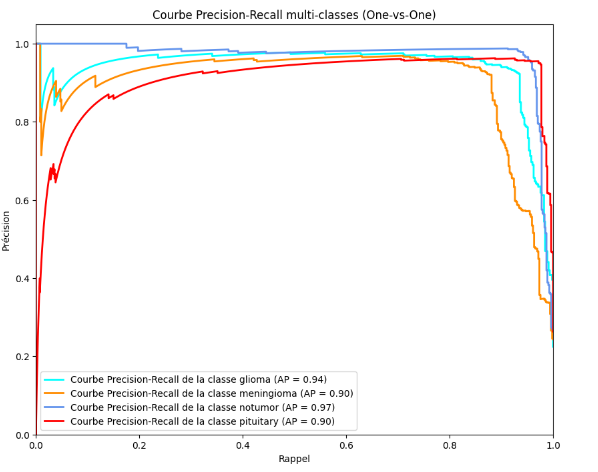 Courbe Precision-Recall multi-classes (One-vs-One)
1.0
0.8
0.6
0.4
0.2
0.0
Précision
Courbe Precision-Recall de la classe glioma (AP = 0.94)
Courbe Precision-Recall de la classe meningioma (AP = 0.90)
Courbe Precision-Recall de la classe notumor (AP = 0.97)
Courbe Precision-Recall de la classe pituitary (AP = 0.90)
0.0 0.2 0.4 0.6 0.8 1.0
Rappel